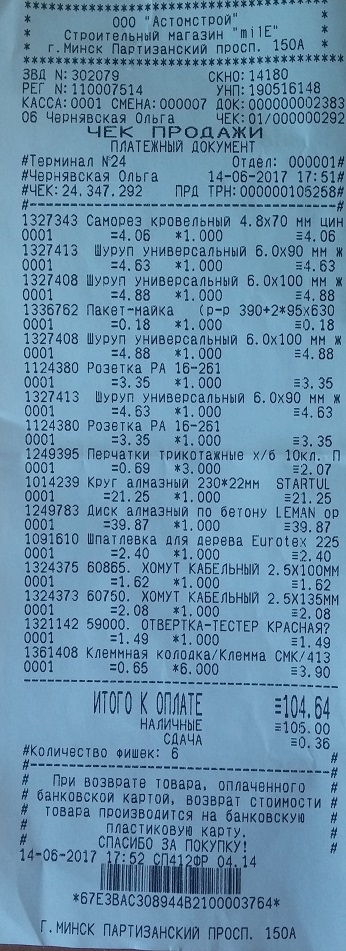 ************************************
* ООО "Астомстрой" *
* Строительный магазин "milE" *
* г.Минск Партизанский просп. 150А *
************************************
ЗВД N:302079 СКНО:14180
РЕГ N:110007514 УНП:190516148
КАССА:0001 СМЕНА:000007 ДОК:000000002383
06 Чернявская Ольга ЧЕК:01/000000292
ЧЕК ПРОДАЖИ
ПЛАТЕЖНЫЙ ДОКУМЕНТ
#Терминал N24 Отдел: 000001#
#Чернявская Ольга 14-06-2017 17:51#
#ЧЕК:24.347.292 ПРД ТРН:000000105258#
#--------------------------------------#
1327343 Саморез кровельный 4.8x70 мм цин
0001 =4.06 *1.000 ≡4.06
1327413 Шуруп универсальный 6.0x90 мм ж
0001 =4.63 *1.000 ≡4.63
1327408 Шуруп универсальный 6.0x100 мм ж
0001 =4.88 *1.000 ≡4.88
1336762 Пакет-майка (р-р 390+2*95x630
0001 =0.18 *1.000 ≡0.18
1327408 Шуруп универсальный 6.0x100 мм ж
0001 =4.88 *1.000 ≡4.88
1124380 Розетка РА 16-261
0001 =3.35 *1.000 ≡3.35
1327413 Шуруп универсальный 6.0x90 мм ж
0001 =4.63 *1.000 ≡4.63
1124380 Розетка РА 16-261
0001 =3.35 *1.000 ≡3.35
1249395 Перчатки трикотажные х/б 10кл. П
0001 =0.69 *3.000 ≡2.07
1014239 Круг алмазный 230*22мм STARTUL
0001 =21.25 *1.000 ≡21.25
1249783 Диск алмазный по бетону LEMAN ор
0001 =39.87 *1.000 ≡39.87
1091610 Шпатлевка для дерева Eurotex 225
0001 =2.40 *1.000 ≡2.40
1324375 60865. ХОМУТ КАБЕЛЬНЫЙ 2.5X100ММ
0001 =1.62 *1.000 ≡1.62
1324373 60750. ХОМУТ КАБЕЛЬНЫЙ 2.5X135ММ
0001 =2.08 *1.000 ≡2.08
1321142 59000. ОТВЕРТКА-ТЕСТЕР КРАСНАЯ?
0001 =1.49 *1.000 ≡1.49
1361408 Клеммная колодка/Клемма СМК/413
0001 =0.65 *6.000 ≡3.90
----------------------------------------
ИТОГО К ОПЛАТЕ ≡104.64
НАЛИЧНЫЕ ≡105.00
СДАЧА ≡0.36
#Количество фишек: 6 #
#--------------------------------------#
# При возврате товара, оплаченного #
# банковской картой, возврат стоимости #
# товара производится на банковскую #
# пластиковую карту. #
# СПАСИБО ЗА ПОКУПКУ! #
14-06-2017 17:52 СП412ФР 04.14
*67E3BAC308944B2100003764*
Г.МИНСК ПАРТИЗАНСКИЙ ПРОСП. 150А